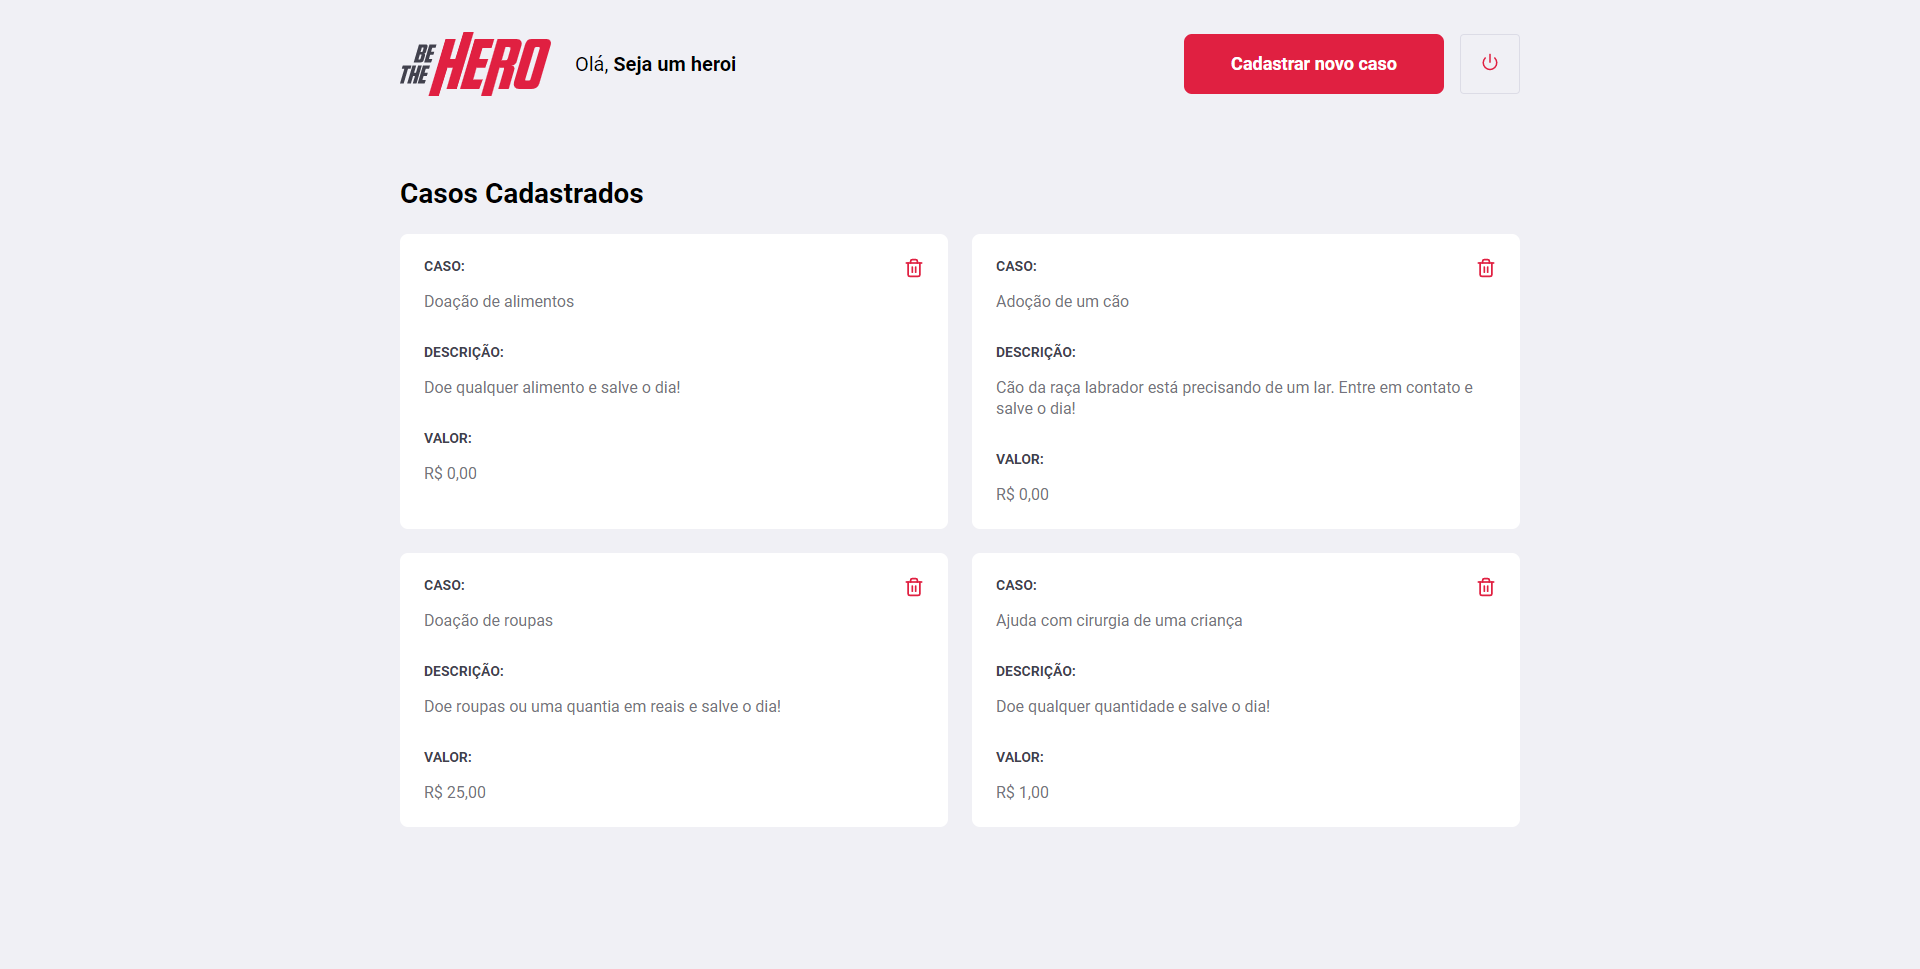 BE THE HERO
Olá, Seja um heroi
Cadastrar novo caso
Casos Cadastrados
CASO:
Doação de alimentos
DESCRIÇÃO:
Doe qualquer alimento e salve o dia!
VALOR:
R$ 0,00
CASO:
Adoção de um cão
DESCRIÇÃO:
Cão da raça labrador está precisando de um lar. Entre em contato e
salve o dia!
VALOR:
R$ 0,00
CASO:
Doação de roupas
DESCRIÇÃO:
Doe roupas ou uma quantia em reais e salve o dia!
VALOR:
R$ 25,00
CASO:
Ajuda com cirurgia de uma criança
DESCRIÇÃO:
Doe qualquer quantidade e salve o dia!
VALOR:
R$ 1,00